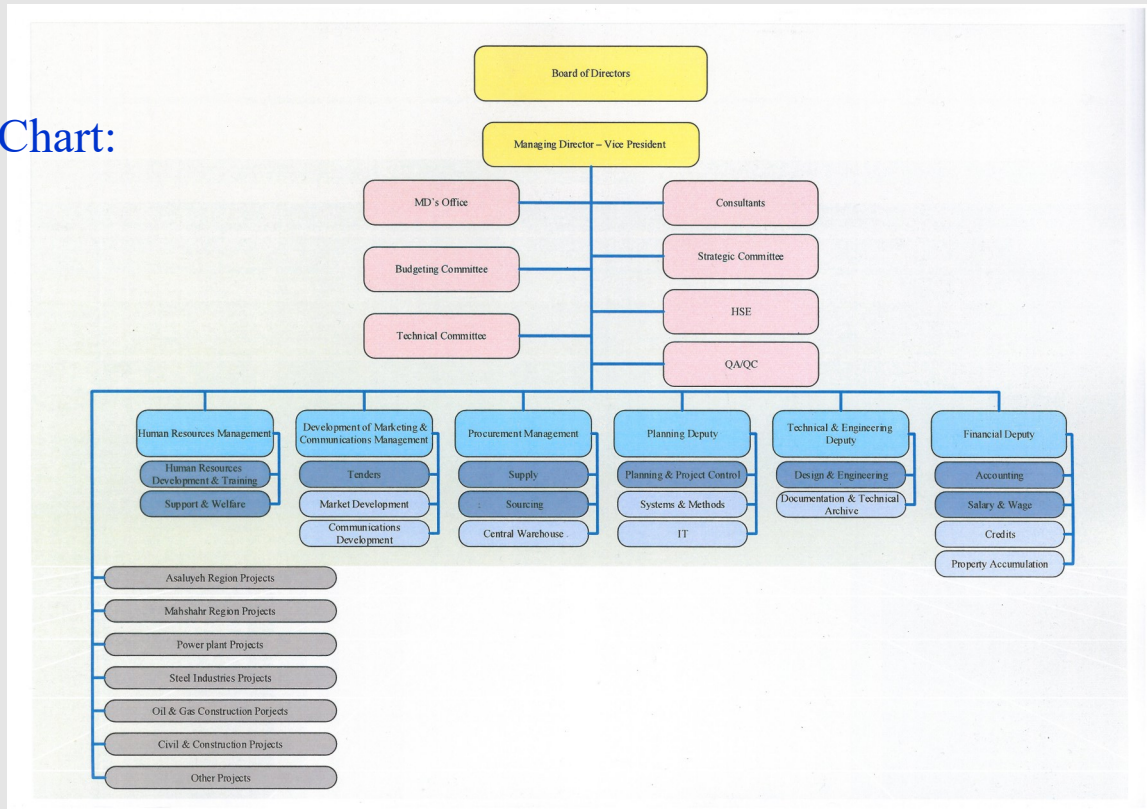 Chart:
Board of Directors
Managing Director – Vice President
MD's Office
Consultants
Budgeting Committee
Strategic Committee
Technical Committee
HSE
QA/QC
Human Resources Management
Human Resources
Development & Training
Support & Welfare
Development of Marketing &
Communications Management
Tenders
Market Development
Communications
Development
Procurement Management
Supply
Sourcing
Central Warehouse
Planning Deputy
Planning & Project Control
Systems & Methods
IT
Technical & Engineering
Deputy
Design & Engineering
Documentation & Technical
Archive
Financial Deputy
Accounting
Salary & Wage
Credits
Property Accumulation
Asaluyeh Region Projects
Mahshahr Region Projects
Power plant Projects
Steel Industries Projects
Oil & Gas Construction Porjects
Civil & Construction Projects
Other Projects